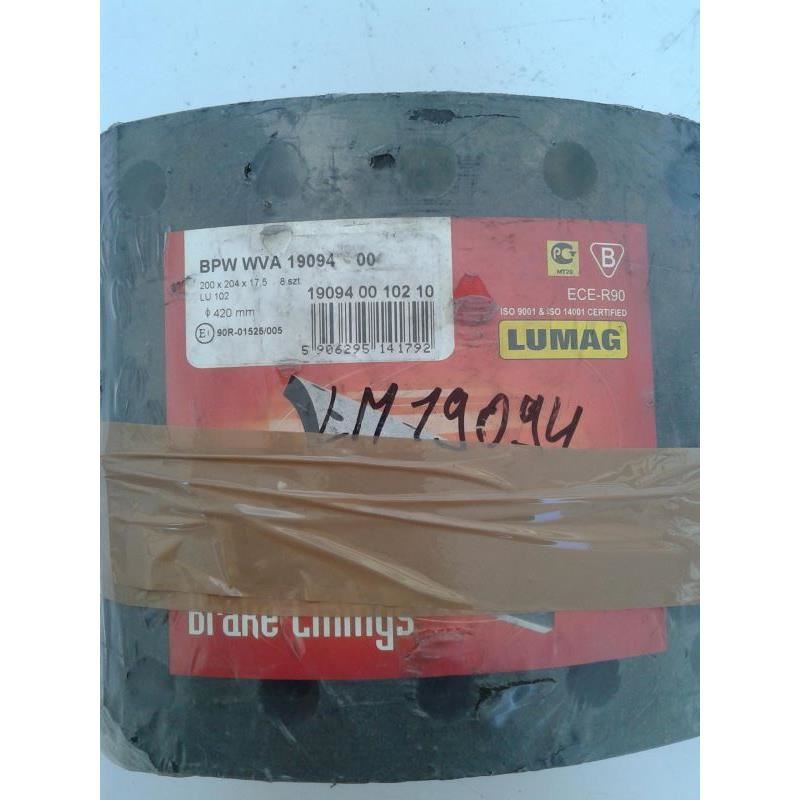 BPW WVA 19094 00
200 x 204 x 17,5 8 szt.
LU 102
19094 00 102 10
ϕ 420 mm
E 90R-01525/005
5 906295 141792
PG
MT20
B
ECE-R90
ISO 9001 & ISO 14001 CERTIFIED
LUMAG
LM 19094
Brake Linings